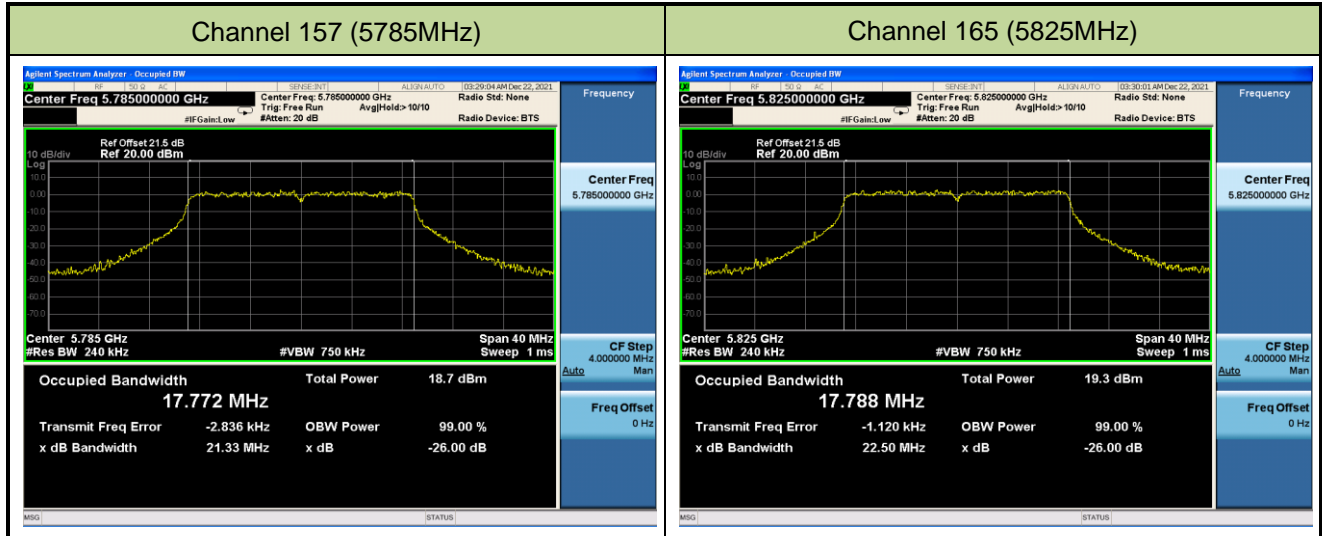 Channel 157 (5785MHz)
Channel 165 (5825MHz)
Agilent Spectrum Analyzer - Occupied BW
RF 50 Ω AC SENSE:INT ALIGN AUTO 03:29:04 AM Dec 22, 2021
Center Freq 5.785000000 GHz
Center Freq: 5.785000000 GHz Radio Std: None
Trig: Free Run Avg|Hold:> 10/10
#IFGain:Low #Atten: 20 dB Radio Device: BTS
Frequency
Ref Offset 21.5 dB
10 dB/div Ref 20.00 dBm
Log
10.0
0.00
-10.0
-20.0
-30.0
-40.0
-50.0
-60.0
-70.0
Center Freq
5.785000000 GHz
Center 5.785 GHz Span 40 MHz
#Res BW 240 kHz #VBW 750 kHz Sweep 1 ms
CF Step
4.000000 MHz
Auto Man
Occupied Bandwidth Total Power 18.7 dBm
17.772 MHz
Transmit Freq Error -2.836 kHz OBW Power 99.00 %
x dB Bandwidth 21.33 MHz x dB -26.00 dB
Freq Offset
0 Hz
MSG STATUS
Agilent Spectrum Analyzer - Occupied BW
RF 50 Ω AC SENSE:INT ALIGN AUTO 03:30:01 AM Dec 22, 2021
Center Freq 5.825000000 GHz
Center Freq: 5.825000000 GHz Radio Std: None
Trig: Free Run Avg|Hold:> 10/10
#IFGain:Low #Atten: 20 dB Radio Device: BTS
Frequency
Ref Offset 21.5 dB
10 dB/div Ref 20.00 dBm
Log
10.0
0.00
-10.0
-20.0
-30.0
-40.0
-50.0
-60.0
-70.0
Center Freq
5.825000000 GHz
Center 5.825 GHz Span 40 MHz
#Res BW 240 kHz #VBW 750 kHz Sweep 1 ms
CF Step
4.000000 MHz
Auto Man
Occupied Bandwidth Total Power 19.3 dBm
17.788 MHz
Transmit Freq Error -1.120 kHz OBW Power 99.00 %
x dB Bandwidth 22.50 MHz x dB -26.00 dB
Freq Offset
0 Hz
MSG STATUS